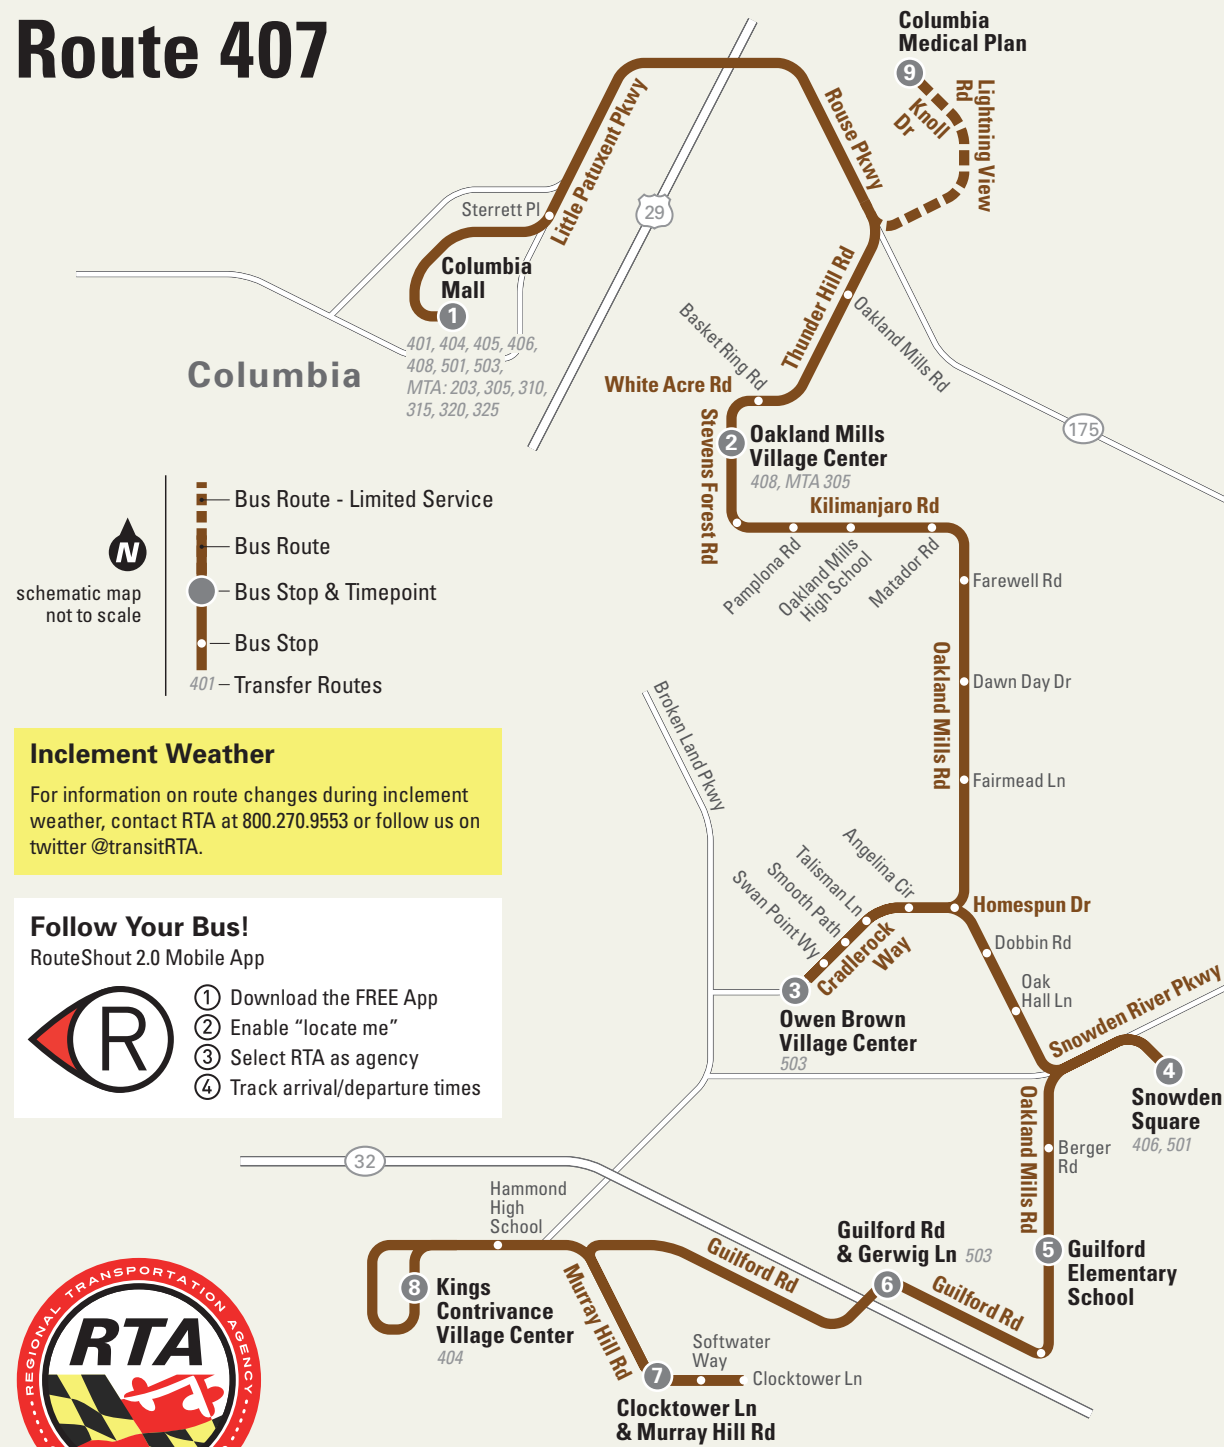 Route 407
Columbia
Medical Plan
9
Knoll
Dr
Lightning View
Rd
Rouse Pkwy
Little Patuxent Pkwy
29
Sterrett Pl
Columbia
Mall
1
401, 404, 405, 406,
408, 501, 503,
MTA: 203, 305, 310,
315, 320, 325
Columbia
Thunder Hill Rd
Oakland Mills Rd
Basket Ring Rd
White Acre Rd
175
Stevens Forest Rd
2
Oakland Mills
Village Center
408, MTA 305
Kilimanjaro Rd
Pamplona Rd
Oakland Mills
High School
Matador Rd
Farewell Rd
Oakland Mills Rd
Dawn Day Dr
Fairmead Ln
Bus Route - Limited Service
Bus Route
Bus Stop & Timepoint
Bus Stop
401
Transfer Routes
N
schematic map
not to scale
Inclement Weather
For information on route changes during inclement
weather, contact RTA at 800.270.9553 or follow us on
twitter @transitRTA.
Follow Your Bus!
RouteShout 2.0 Mobile App
R
1 Download the FREE App
2 Enable “locate me”
3 Select RTA as agency
4 Track arrival/departure times
Broken Land Pkwy
Angelina Cir
Talisman Ln
Smooth Path
Swan Point Wy
Cradlerock
Way
Homespun Dr
Dobbin Rd
Oak
Hall Ln
3
Owen Brown
Village Center
503
Snowden River Pkwy
4
Snowden
Square
406, 501
Oakland Mills Rd
Berger
Rd
32
Hammond
High
School
Guilford Rd
& Gerwig Ln 503
6
Guilford Rd
Guilford Rd
5
Guilford
Elementary
School
8
Kings
Contrivance
Village Center
404
Murray Hill Rd
Softwater
Way
Clocktower Ln
7
Clocktower Ln
& Murray Hill Rd
REGIONAL TRANSPORTATION AGENCY
RTA